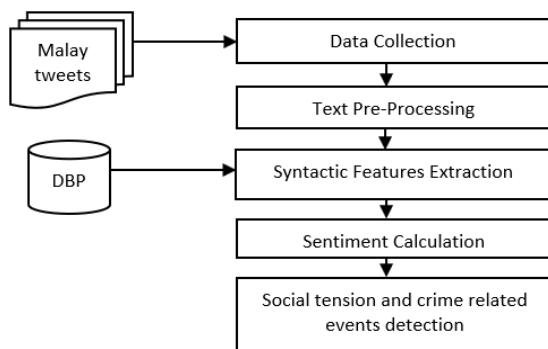 Malay
tweets
Data Collection
Text Pre-Processing
DBP
Syntactic Features Extraction
Sentiment Calculation
Social tension and crime related
events detection